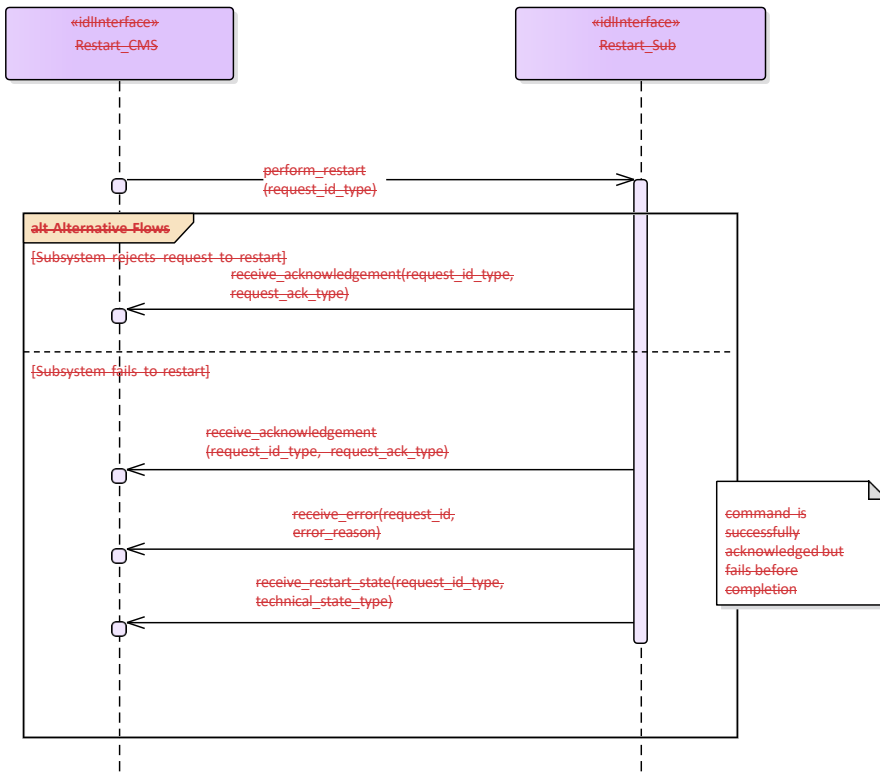 «idlInterface»
Restart_CMS
«idlInterface»
Restart_Sub
perform_restart
(request_id_type)
alt Alternative Flows
[Subsystem rejects request to restart]
receive_acknowledgement(request_id_type,
request_ack_type)
[Subsystem fails to restart]
receive_acknowledgement
(request_id_type, request_ack_type)
receive_error(request_id,
error_reason)
receive_restart_state(request_id_type,
technical_state_type)
command is
successfully
acknowledged but
fails before
completion